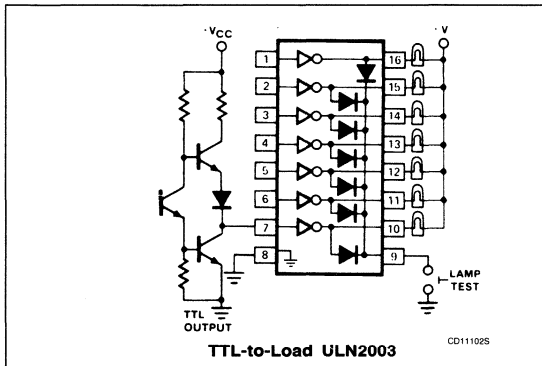 VCC
V
1
16
2
15
3
14
4
13
5
12
6
11
7
10
8
9
LAMP
TEST
TTL
OUTPUT
CD11102S
TTL-to-Load ULN2003